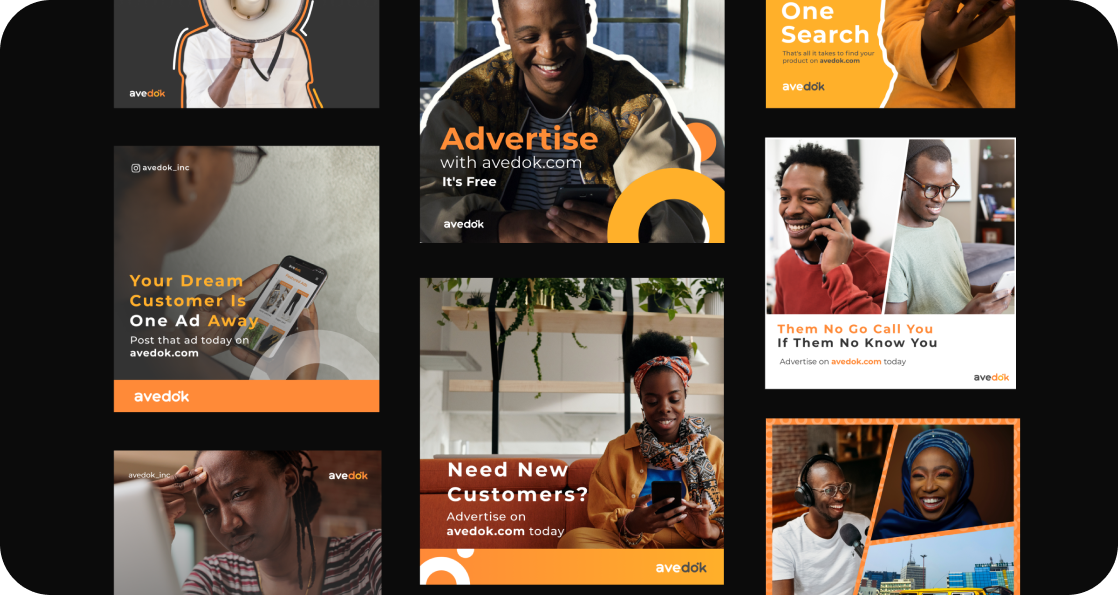 avedok
avedok_inc
Your Dream
Customer Is
One Ad Away
Post that ad today on
avedok.com
avedok
avedok_inc
avedok
Advertise
with avedok.com
It's Free
avedok
Need New
Customers?
Advertise on
avedok.com today
avedok
One
Search
That's all it takes to find your
product on avedok.com
avedok
Them No Go Call You
If Them No Know You
Advertise on avedok.com today
avedok